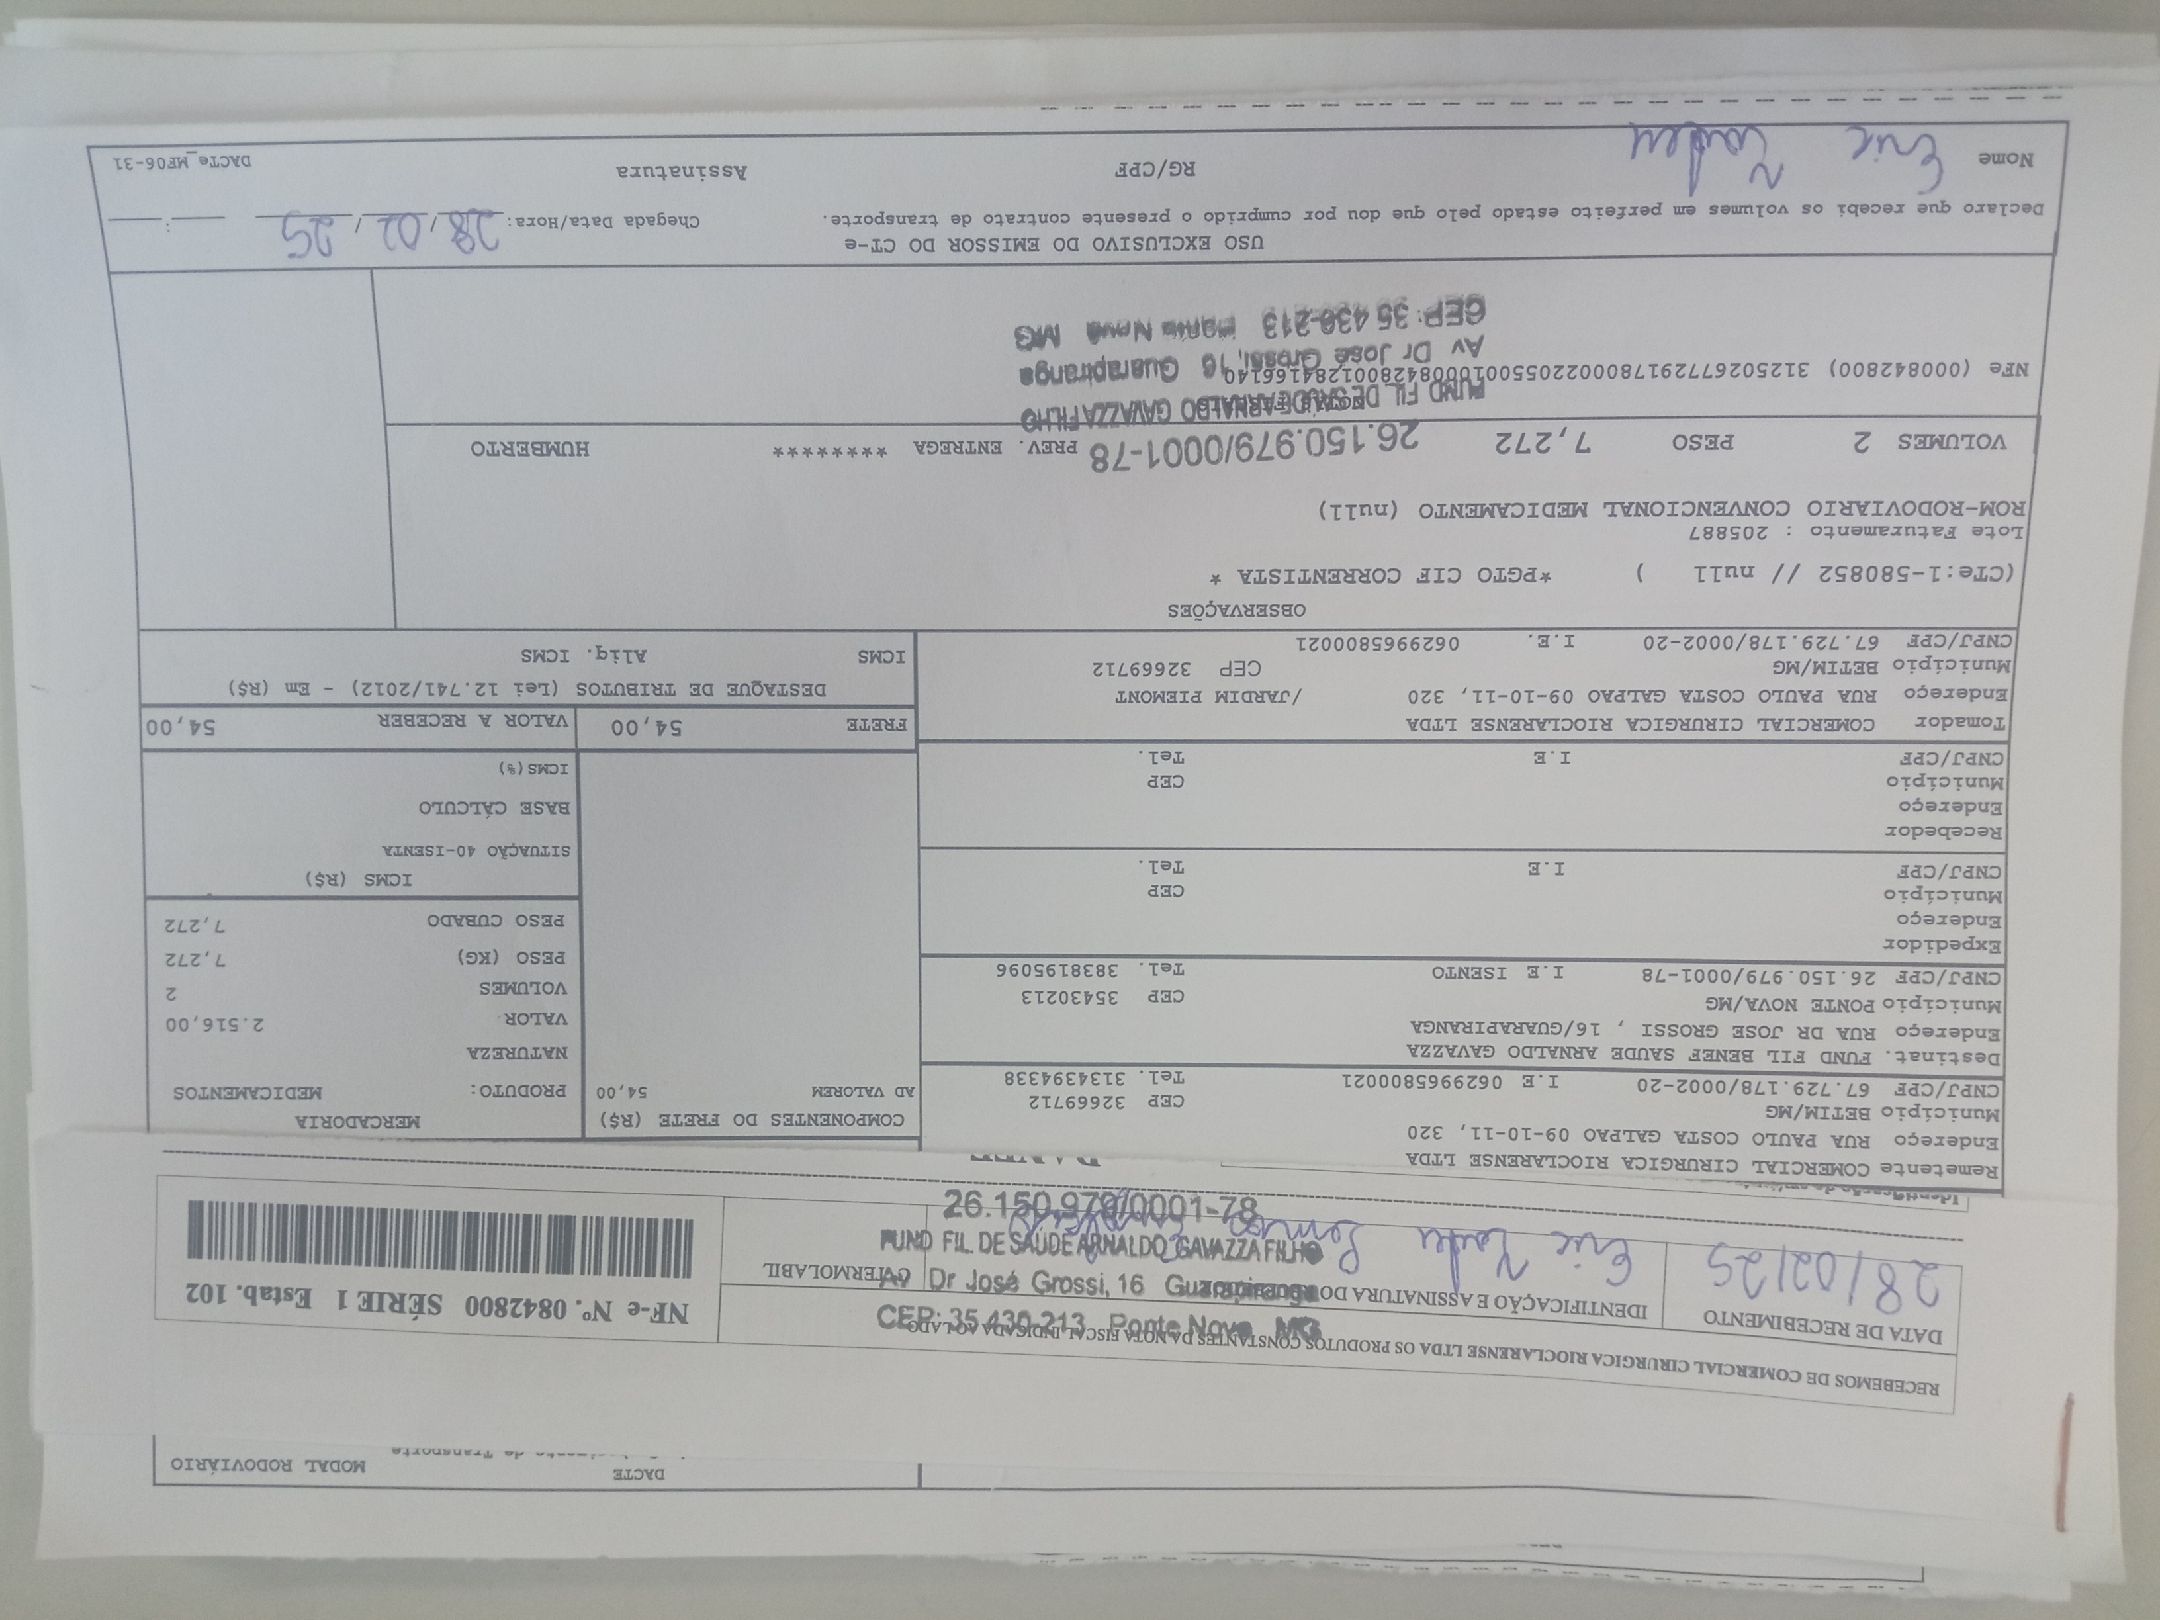 DACTE
MODAL RODOVIÁRIO
RECEBEMOS DE COMERCIAL CIRURGICA RIOCLARENSE LTDA OS PRODUTOS CONSTANTES DA NOTA FISCAL INDICADA AO LADO
DATA DE RECEBIMENTO
28/02/25
IDENTIFICAÇÃO E ASSINATURA DO
TERMOLABIL
Eric
NF-e Nº. 0842800 SÉRIE 1 Estab. 102
26.150.979/0001-78
FUND FIL. DE SAÚDE ARNALDO GAVAZZA FILHO
Av Dr José Grossi, 16 Guarapiranga
CEP: 35.430-213 Ponte Nova MG
Remetente COMERCIAL CIRURGICA RIOCLARENSE LTDA
Endereço RUA PAULO COSTA GALPAO 09-10-11, 320
Município BETIM/MG CEP 32669712
CNPJ/CPF 67.729.178/0002-20 I.E 0629965800021 Tel. 3134394338
Destinat. FUND FIL BENEF SAUDE ARNALDO GAVAZZA
Endereço RUA DR JOSE GROSSI , 16/GUARAPIRANGA
Município PONTE NOVA/MG CEP 35430213
CNPJ/CPF 26.150.979/0001-78 I.E ISENTO Tel. 3838195096
Expedidor
Endereço
Município CEP
CNPJ/CPF I.E Tel.
Recebedor
Endereço
Município CEP
CNPJ/CPF I.E Tel.
Tomador COMERCIAL CIRURGICA RIOCLARENSE LTDA
Endereço RUA PAULO COSTA GALPAO 09-10-11, 320 /JARDIM PIEMONT
Município BETIM/MG CEP 32669712
CNPJ/CPF 67.729.178/0002-20 I.E. 0629965800021
COMPONENTES DO FRETE (R$)
AD VALOREM 54,00
MERCADORIA
PRODUTO: MEDICAMENTOS
NATUREZA
VALOR 2.516,00
VOLUMES 2
PESO (KG) 7,272
PESO CUBADO 7,272
ICMS (R$)
SITUAÇÃO 40-ISENTA
BASE CÁLCULO
ICMS(%)
FRETE 54,00 VALOR A RECEBER 54,00
DESTAQUE DE TRIBUTOS (Lei 12.741/2012) - Em (R$)
ICMS Aliq. ICMS
OBSERVAÇÕES
(CTe:1-580852 // null ) *PGTO CIF CORRENTISTA *
Lote Faturamento : 205887
ROM-RODOVIÁRIO CONVENCIONAL MEDICAMENTO (null)
VOLUMES 2 PESO 7,272 PREV. ENTREGA ******** HUMBERTO
26.150.979/0001-78
FUND FIL DE SAÚDE ARNALDO GAVAZZA FILHO
NFe (000842800) 31250267729178000220550010008428001284166140
Av Dr José Grossi, 16 Guarapiranga
CEP: 35 430-213 Ponte Nova MG
USO EXCLUSIVO DO EMISSOR DO CT-e
Declaro que recebi os volumes em perfeito estado pelo que dou por cumprido o presente contrato de transporte.
Chegada Data/Hora: 28/02/25 :
Nome Eric
RG/CPF
Assinatura
DACTe_MF06-31